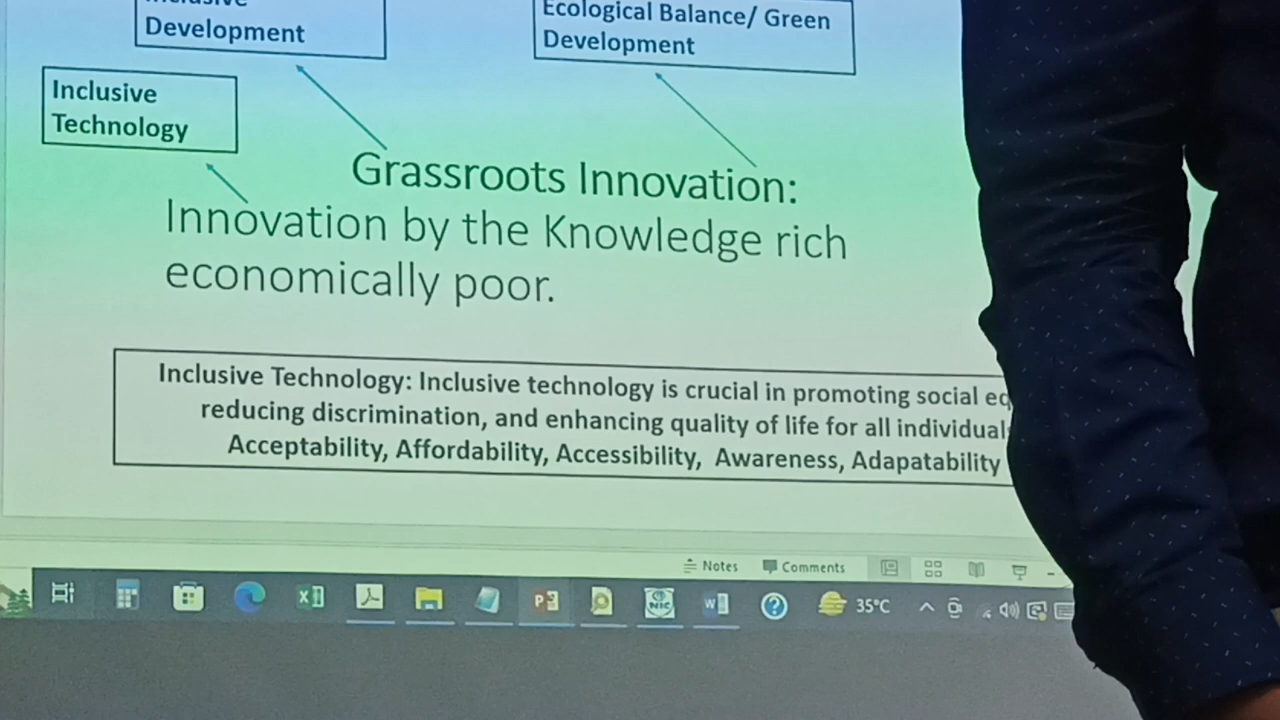 Inclusive
Development
Ecological Balance/ Green
Development
Inclusive
Technology
Grassroots Innovation:
Innovation by the Knowledge rich
economically poor.
Inclusive Technology: Inclusive technology is crucial in promoting social
reducing discrimination, and enhancing quality of life for all
Acceptability, Affordability, Accessibility, Awareness, Adapatability
Notes
Comments
NIC
35°C